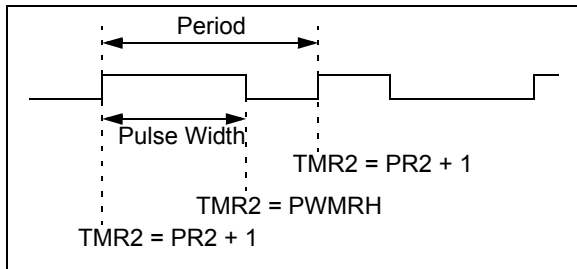 Period
Pulse Width
TMR2 = PR2 + 1
TMR2 = PWMRH
TMR2 = PR2 + 1